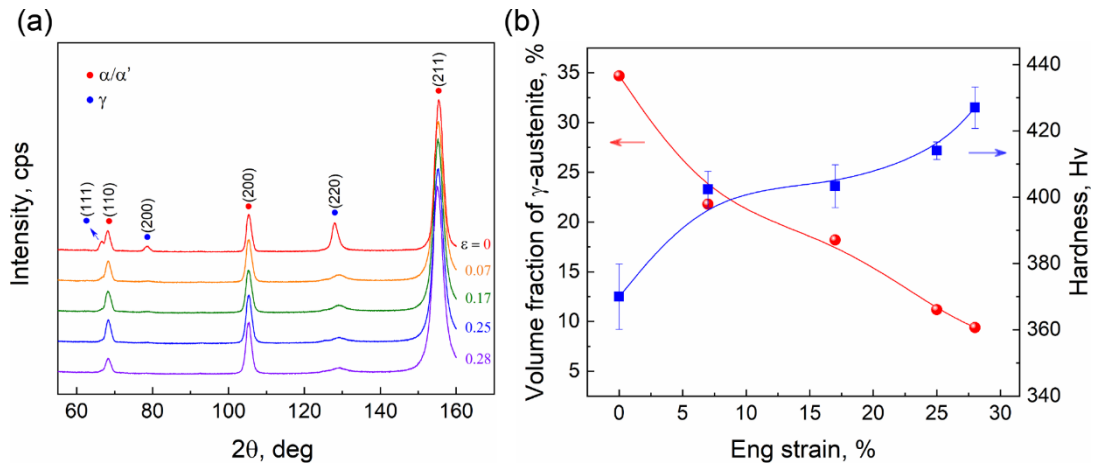 (a)
α/α'
γ
(111)
(110)
(200)
(200)
(220)
(211)
ε = 0
0.07
0.17
0.25
0.28
Intensity, cps
60 80 100 120 140 160
2θ, deg
(b)
35
30
25
20
15
10
5
Volume fraction of γ-austenite, %
440
420
400
380
360
340
Hardness, Hv
0 5 10 15 20 25 30
Eng strain, %